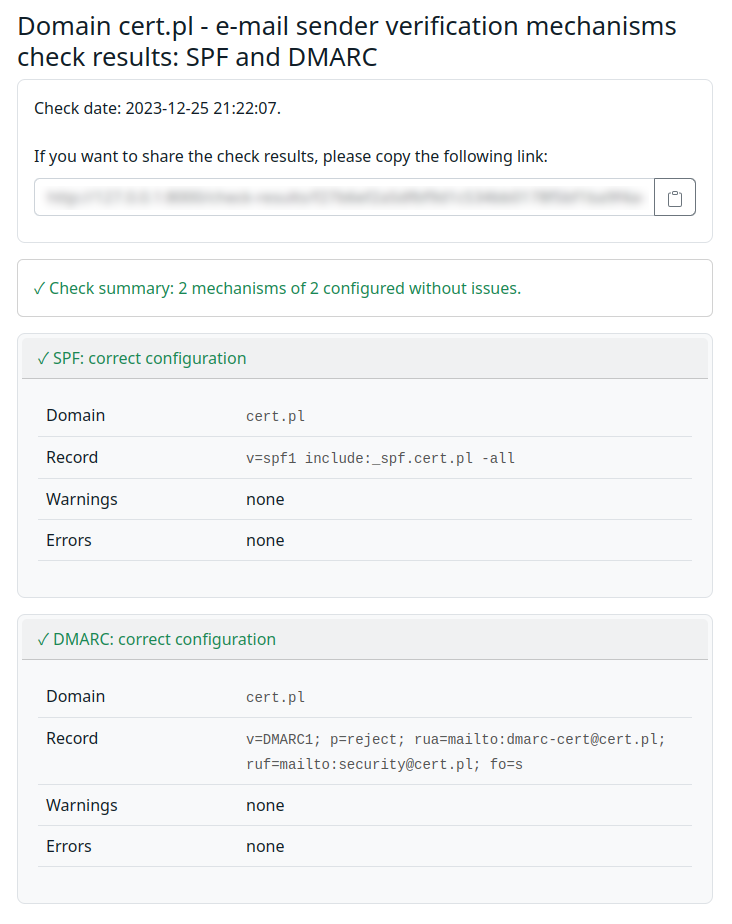 Domain cert.pl - e-mail sender verification mechanisms
check results: SPF and DMARC
Check date: 2023-12-25 21:22:07.
If you want to share the check results, please copy the following link:
✓ Check summary: 2 mechanisms of 2 configured without issues.
✓ SPF: correct configuration
Domain cert.pl
Record v=spf1 include:_spf.cert.pl -all
Warnings none
Errors none
✓ DMARC: correct configuration
Domain cert.pl
Record v=DMARC1; p=reject; rua=mailto:dmarc-cert@cert.pl;
ruf=mailto:security@cert.pl; fo=s
Warnings none
Errors none